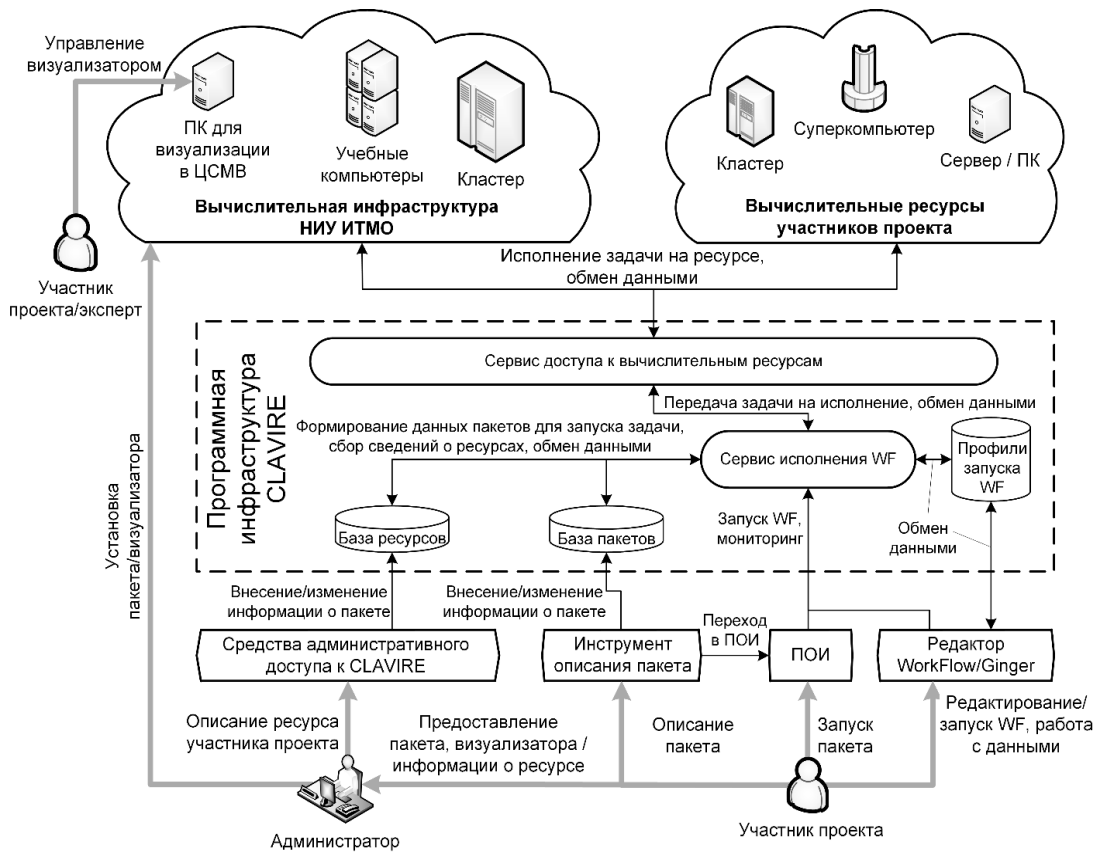 Управление
визуализатором
ПК для
визуализации
в ЦСМВ
Учебные
компьютеры
Кластер
Вычислительная инфраструктура
НИУ ИТМО
Кластер
Суперкомпьютер
Сервер / ПК
Вычислительные ресурсы
участников проекта
Участник
проекта/эксперт
Исполнение задачи на ресурсе,
обмен данными
Программная
инфраструктура
CLAVIRE
Сервис доступа к вычислительным ресурсам
Передача задачи на исполнение, обмен данными
Формирование данных пакетов для запуска задачи,
сбор сведений о ресурсах, обмен данными
Сервис исполнения WF
Профили
запуска
WF
База ресурсов
База пакетов
Запуск WF,
мониторинг
Обмен
данными
Установка
пакета/визуализатора
Внесение/изменение
информации о пакете
Внесение/изменение
информации о пакете
Переход
в ПОИ
Средства административного
доступа к CLAVIRE
Инструмент
описания пакета
ПОИ
Редактор
WorkFlow/Ginger
Описание ресурса
участника проекта
Предоставление
пакета, визуализатора /
информации о ресурсе
Описание
пакета
Запуск
пакета
Редактирование/
запуск WF, работа
с данными
Администратор
Участник проекта